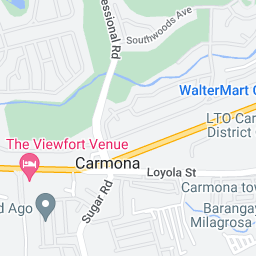 Southwoods Ave
essional Rd
WalterMart C
LTO Car
District
The Viewfort Venue
Carmona
Loyola St
Carmona tow
d Ago
Sugar Rd
Barangay
Milagrosa